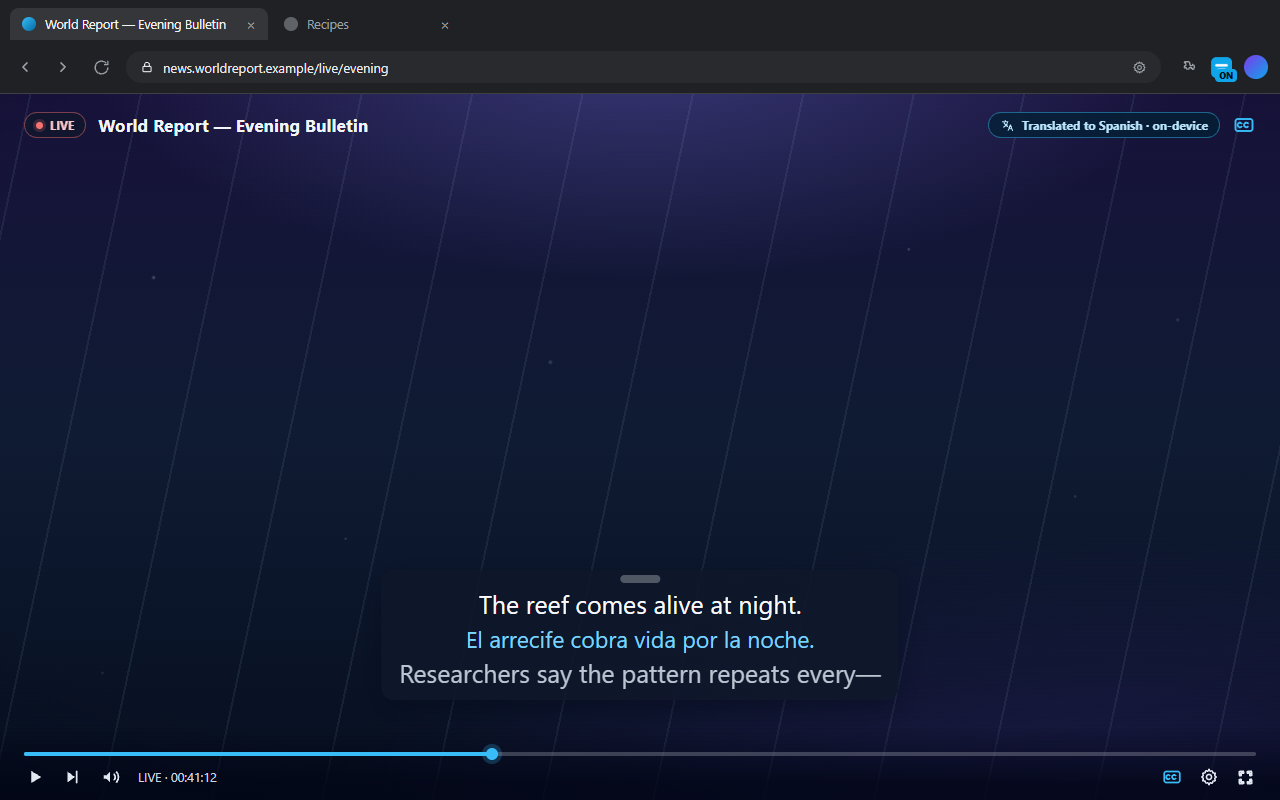 World Report — Evening Bulletin
Recipes
news.worldreport.example/live/evening
ON
LIVE
World Report — Evening Bulletin
Translated to Spanish · on-device
CC
The reef comes alive at night.
El arrecife cobra vida por la noche.
Researchers say the pattern repeats every—
LIVE · 00:41:12
CC